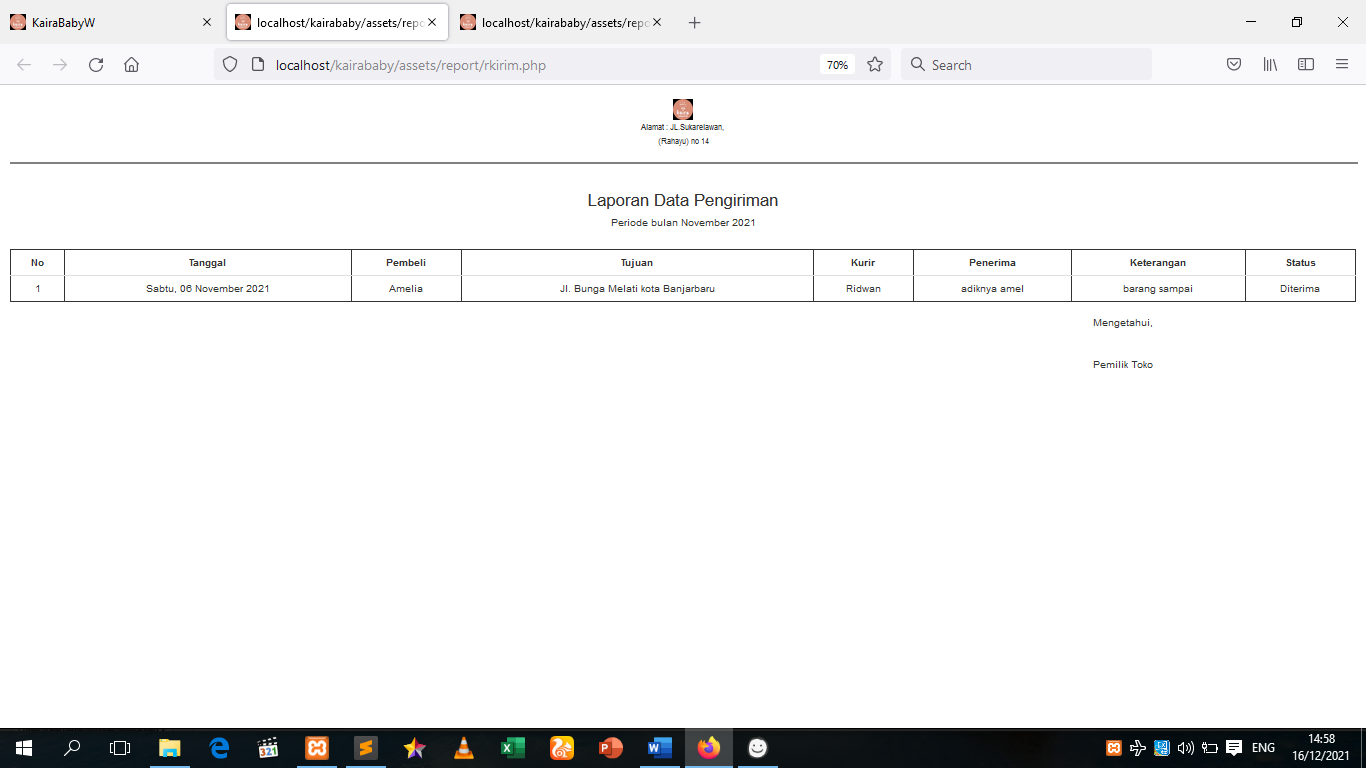 KairaBabyW
localhost/kairababy/assets/repo
localhost/kairababy/assets/repo
localhost/kairababy/assets/report/rkirim.php
70%
Search
Alamat : JL.Sukarelawan,
(Rahayu) no 14
Laporan Data Pengiriman
Periode bulan November 2021
No Tanggal Pembeli Tujuan Kurir Penerima Keterangan Status
1 Sabtu, 06 November 2021 Amelia Jl. Bunga Melati kota Banjarbaru Ridwan adiknya amel barang sampai Diterima
Mengetahui,
Pemilik Toko
321
ENG
14:58
16/12/2021